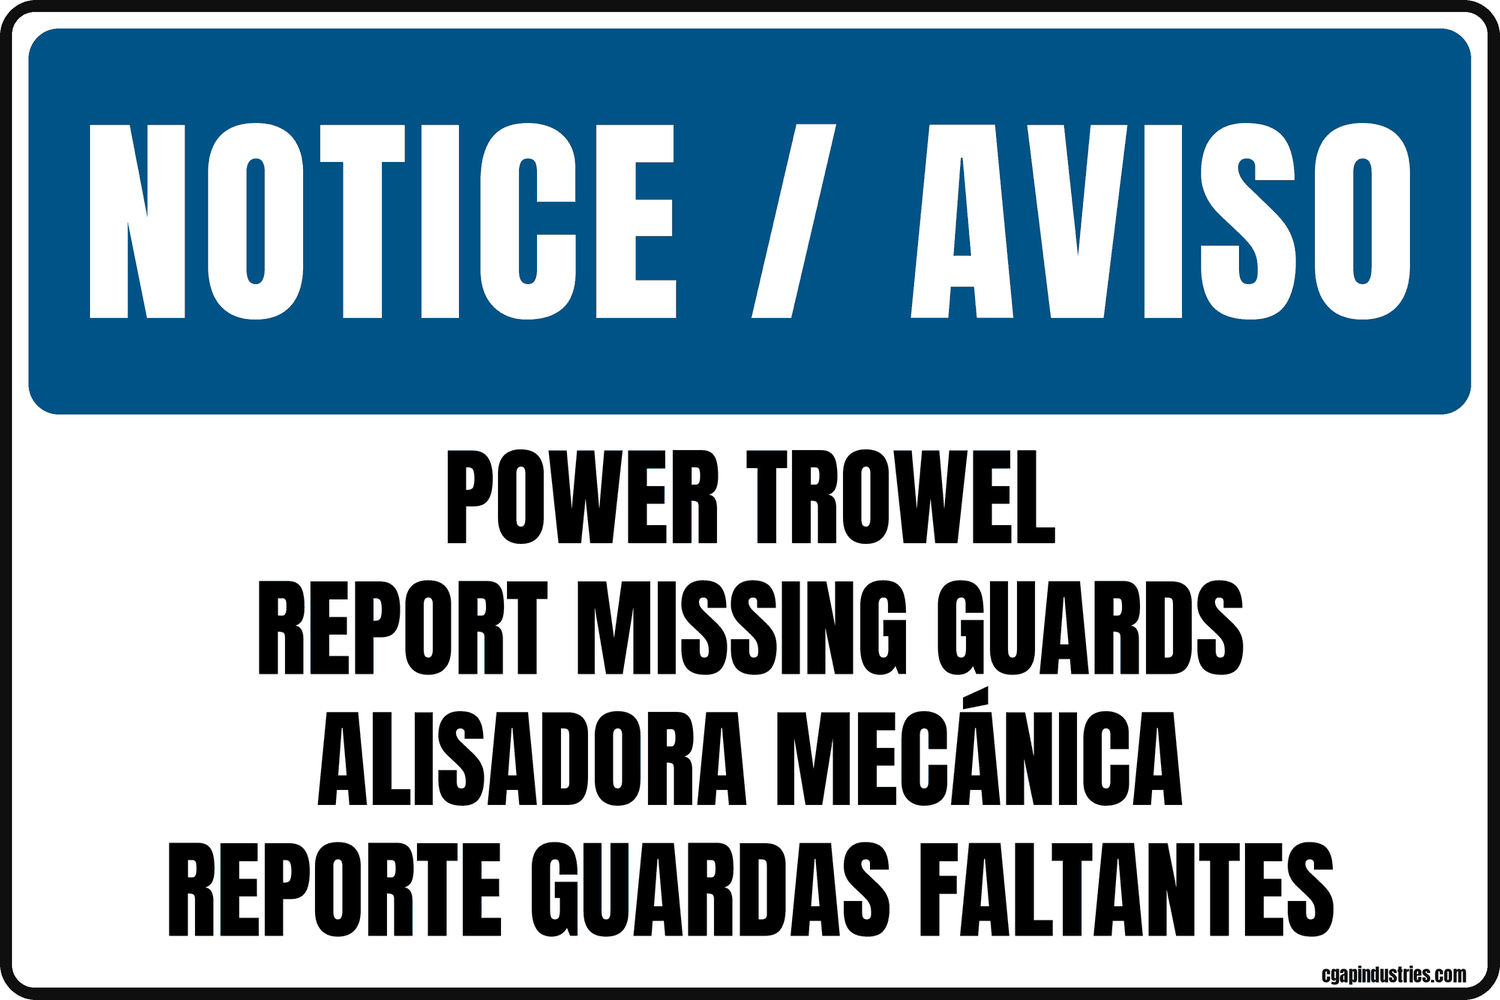 NOTICE / AVISO
POWER TROWEL
REPORT MISSING GUARDS
ALISADORA MECÁNICA
REPORTE GUARDAS FALTANTES
cgapindustries.com